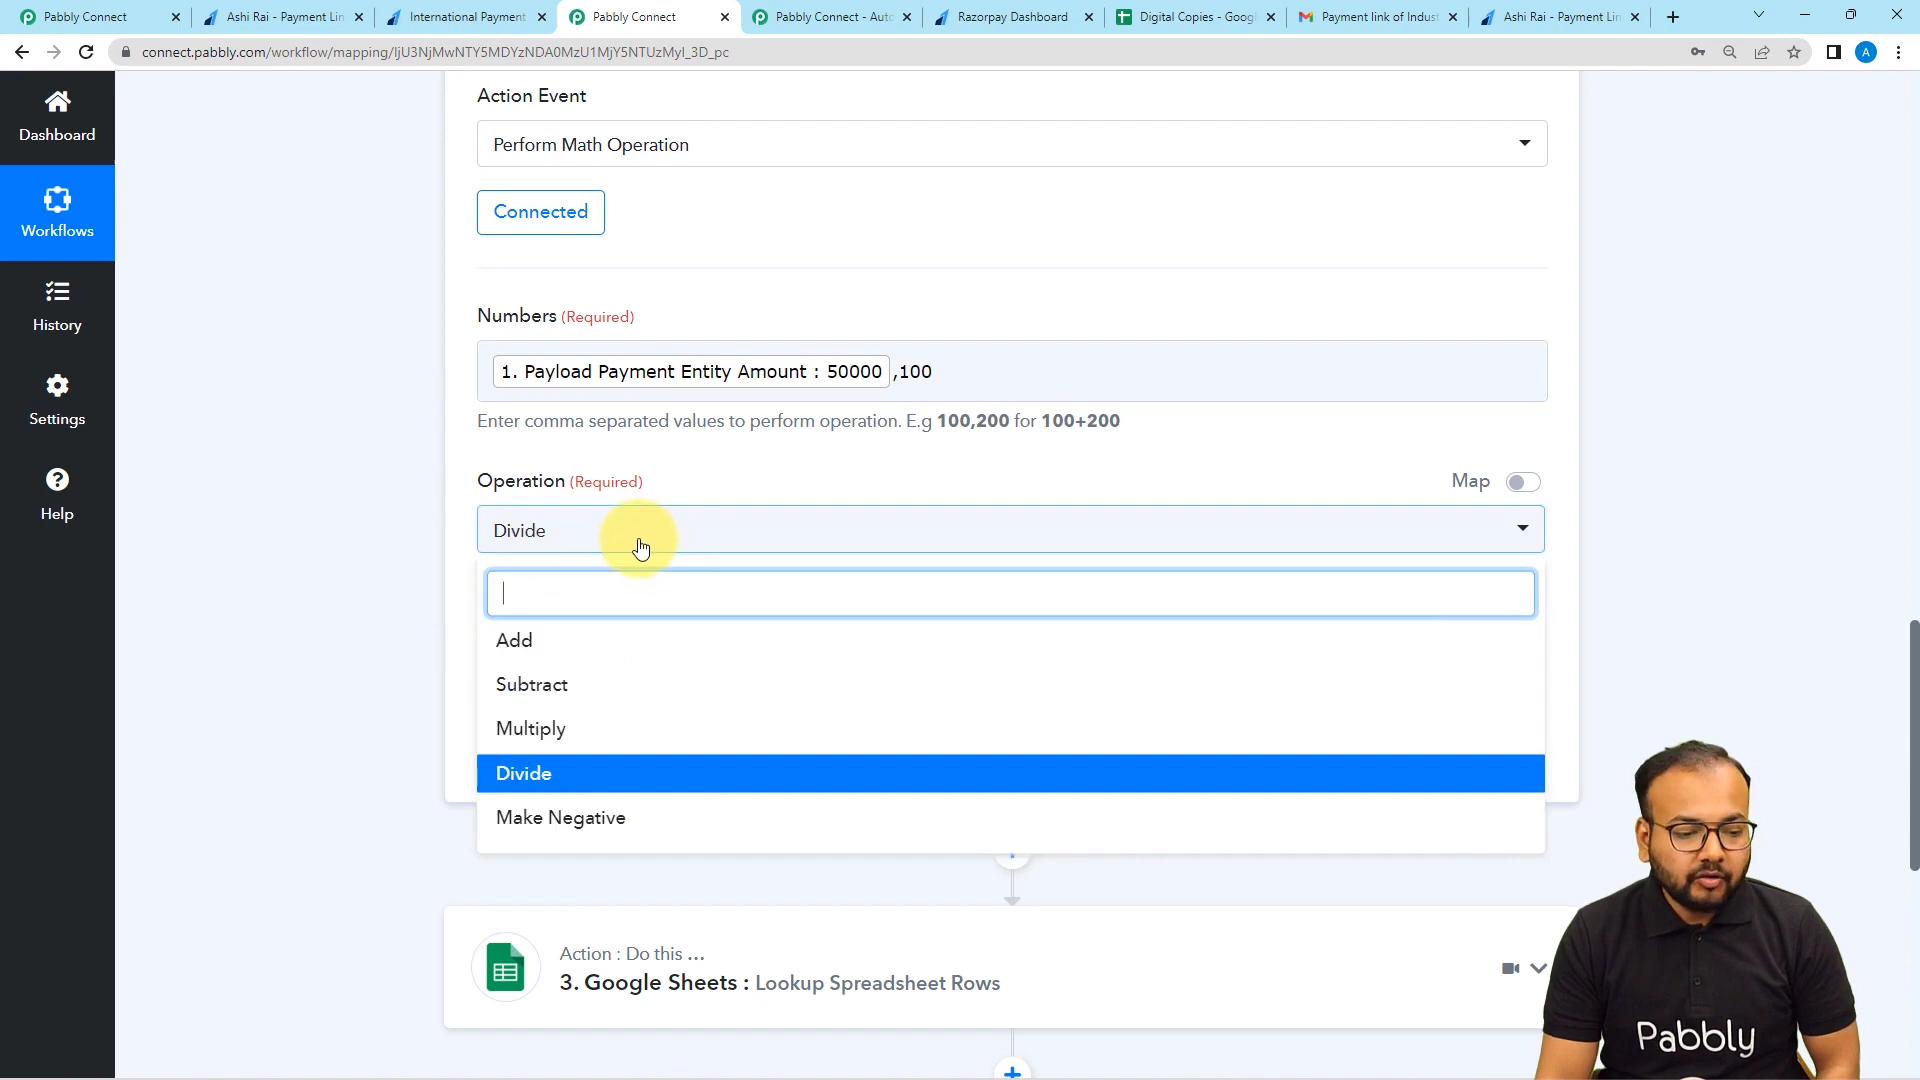 Pabbly Connect
Ashi Rai - Payment Lin
International Payment
Pabbly Connect
Pabbly Connect - Auto
Razorpay Dashboard
Digital Copies - Googl
Payment link of Indust
Ashi Rai - Payment Lin
connect.pabbly.com/workflow/mapping/IjU3NjMwNTY5MDYzNDA0MzU1MjY5NTUzMyI_3D_pc
A
Dashboard
Workflows
History
Settings
Help
Action Event
Perform Math Operation
Connected
Numbers (Required)
1. Payload Payment Entity Amount : 50000 ,100
Enter comma separated values to perform operation. E.g 100,200 for 100+200
Operation (Required)
Map
Divide
Add
Subtract
Multiply
Divide
Make Negative
Action : Do this ...
3. Google Sheets : Lookup Spreadsheet Rows
Pabbly